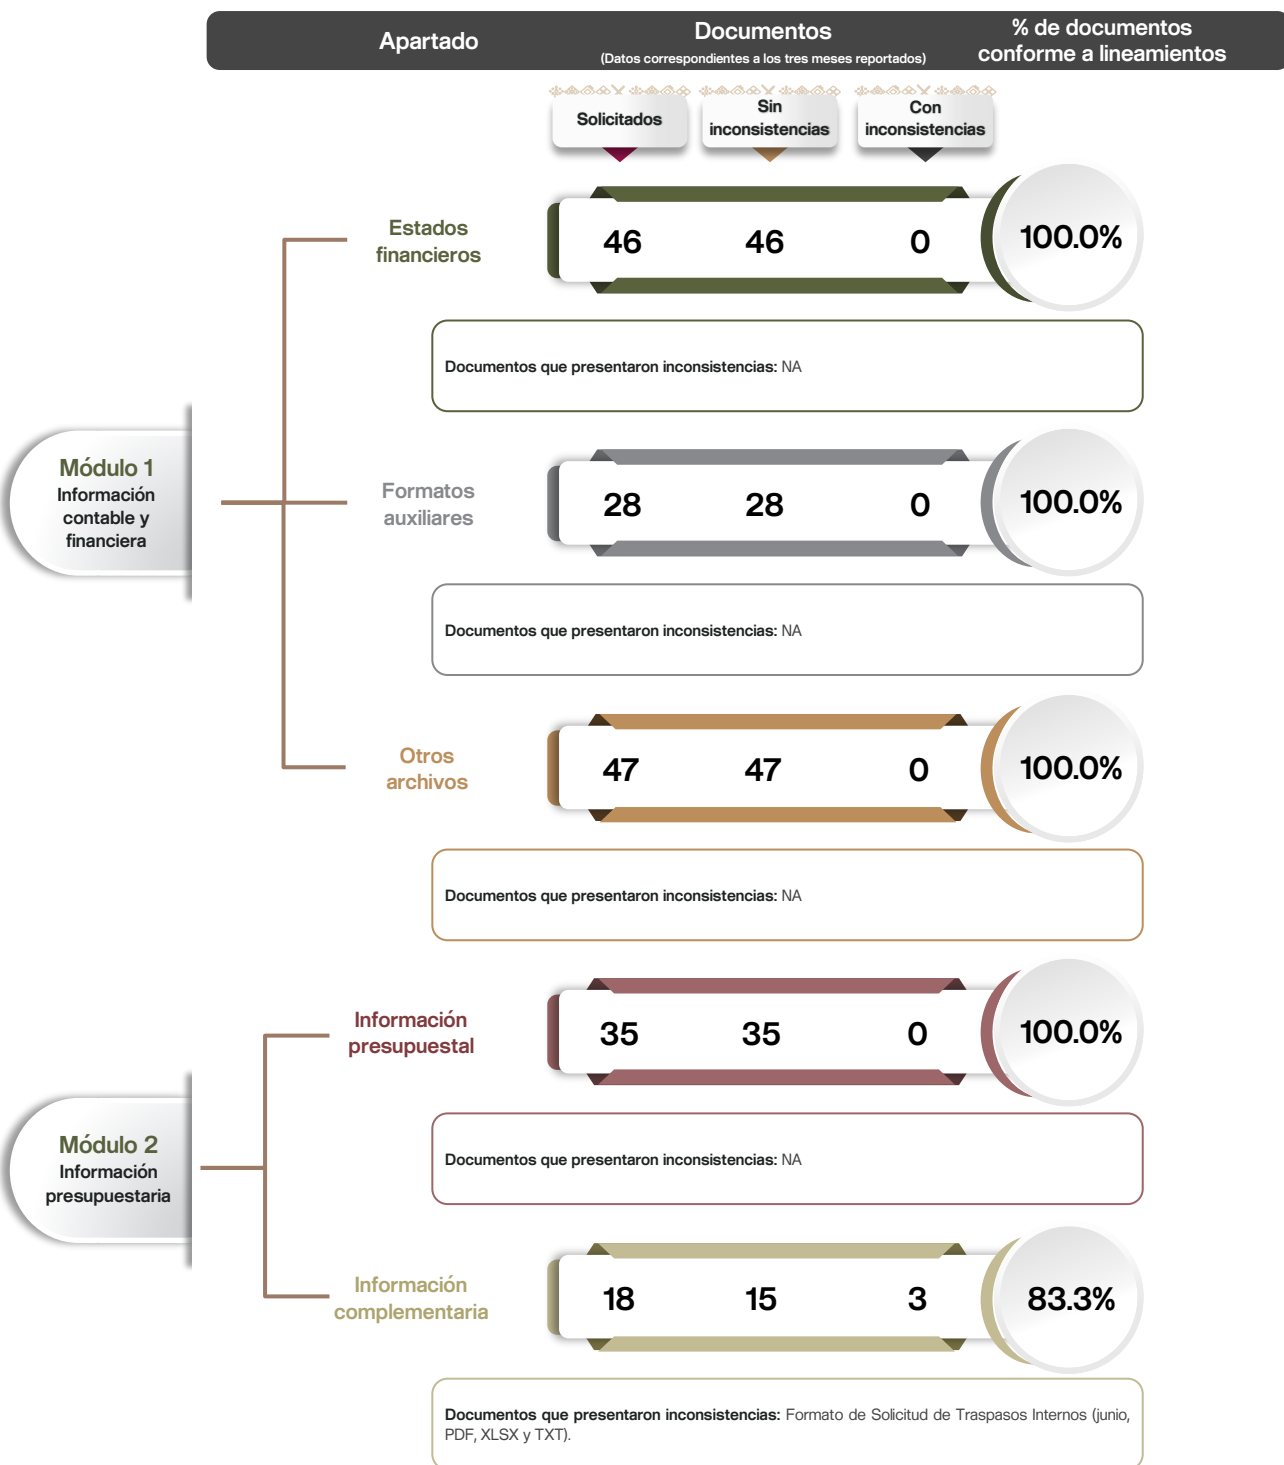 Apartado
Documentos
(Datos correspondientes a los tres meses reportados)
% de documentos
conforme a lineamientos
Solicitados
Sin
inconsistencias
Con
inconsistencias
Módulo 1
Información
contable y
financiera
Estados
financieros
46 46 0 100.0%
Documentos que presentaron inconsistencias: NA
Formatos
auxiliares
28 28 0 100.0%
Documentos que presentaron inconsistencias: NA
Otros
archivos
47 47 0 100.0%
Documentos que presentaron inconsistencias: NA
Módulo 2
Información
presupuestaria
Información
presupuestal
35 35 0 100.0%
Documentos que presentaron inconsistencias: NA
Información
complementaria
18 15 3 83.3%
Documentos que presentaron inconsistencias: Formato de Solicitud de Traspasos Internos (junio,
PDF, XLSX y TXT).